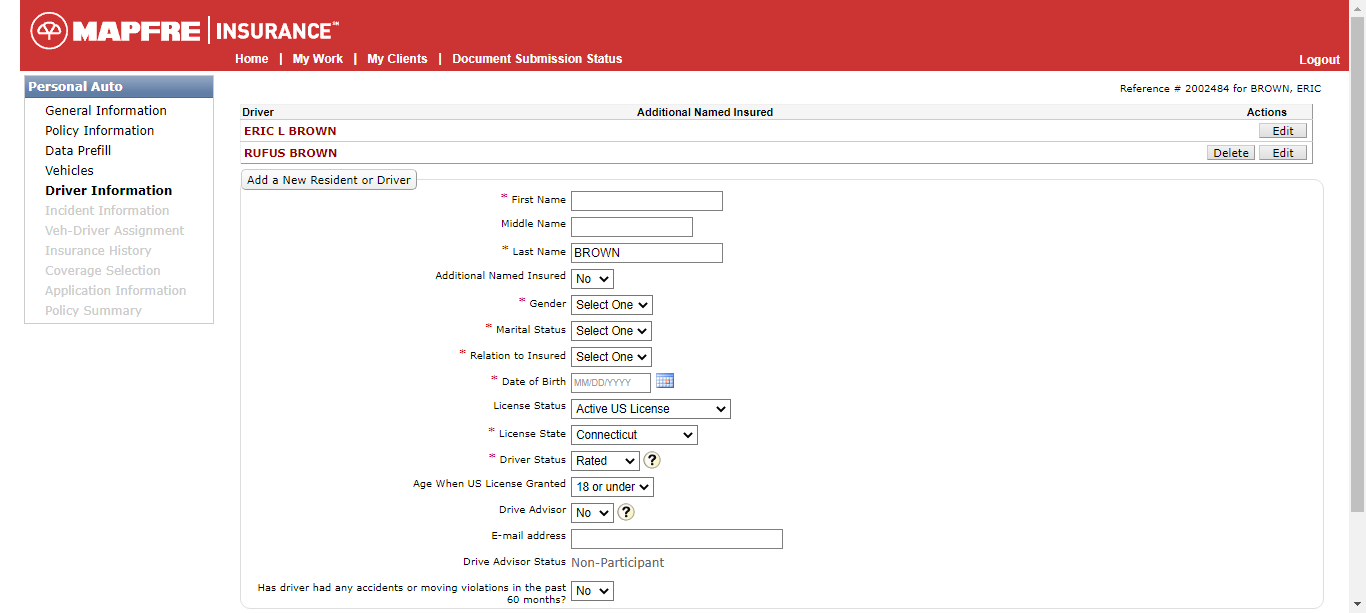 MAPFRE | INSURANCE℠
Home | My Work | My Clients | Document Submission Status
Logout
Personal Auto
General Information
Policy Information
Data Prefill
Vehicles
Driver Information
Incident Information
Veh-Driver Assignment
Insurance History
Coverage Selection
Application Information
Policy Summary
Reference # 2002484 for BROWN, ERIC
Driver Additional Named Insured Actions
ERIC L BROWN Edit
RUFUS BROWN Delete Edit
Add a New Resident or Driver
* First Name
Middle Name
* Last Name BROWN
Additional Named Insured No
* Gender Select One
* Marital Status Select One
* Relation to Insured Select One
* Date of Birth MM/DD/YYYY
License Status Active US License
* License State Connecticut
* Driver Status Rated ?
Age When US License Granted 18 or under
Drive Advisor No ?
E-mail address
Drive Advisor Status Non-Participant
Has driver had any accidents or moving violations in the past No
60 months?